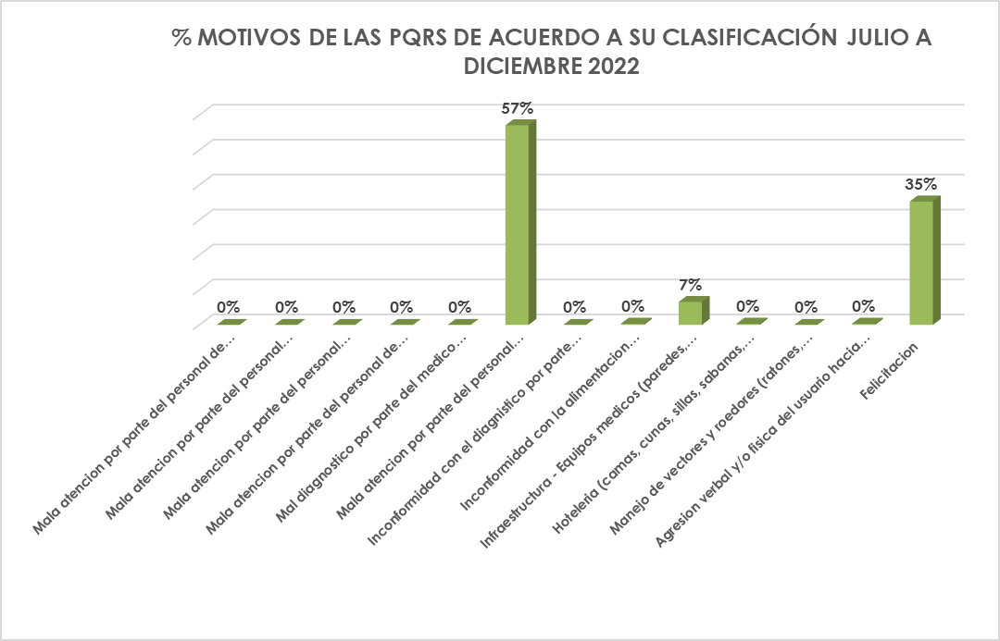 % MOTIVOS DE LAS PQRS DE ACUERDO A SU CLASIFICACIÓN JULIO A
DICIEMBRE 2022
0%
0%
0%
0%
0%
57%
0%
0%
7%
0%
0%
0%
35%
Mala atencion por parte del personal de…
Mala atencion por parte del personal…
Mala atencion por parte del personal…
Mala atencion por parte del personal de…
Mal diagnostico por parte del medico…
Mala atencion por parte del personal…
Inconformidad con el diagnistico por parte…
Inconformidad con la alimentacion…
Infraestructura - Equipos medicos (paredes,…
Hoteleria (camas, cunas, sillas, sabanas,…
Manejo de vectores y roedores (ratones,…
Agresion verbal y/o fisica del usuario hacia…
Felicitacion